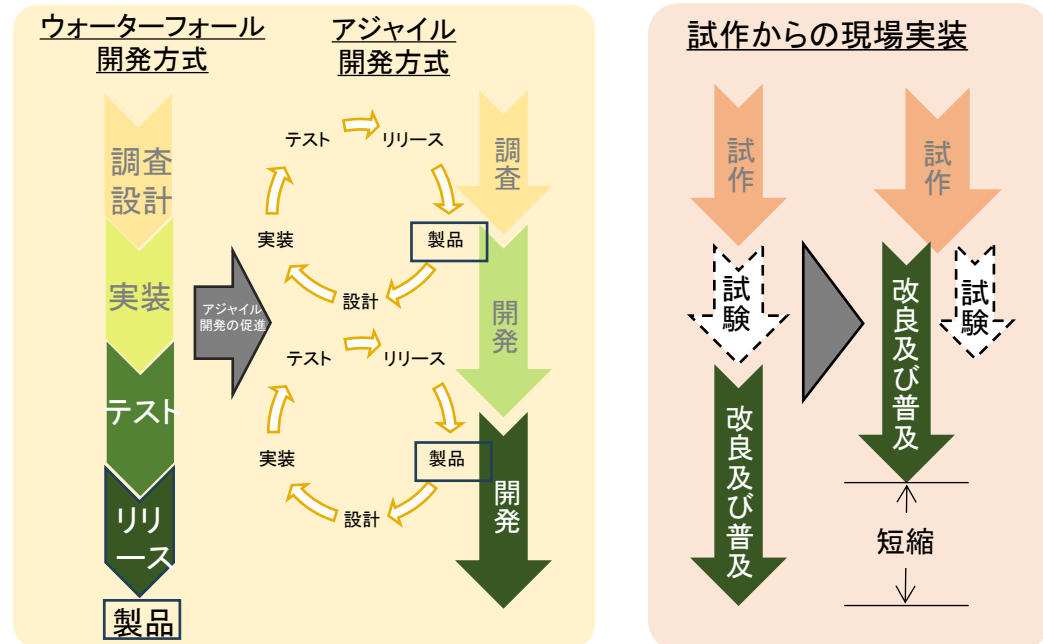 ウォーターフォール
開発方式
調査
設計
実装
テスト
リリ
ース
製品
アジャイル
開発の促進
アジャイル
開発方式
テスト
リリース
実装
製品
設計
テスト
リリース
実装
製品
設計
調査
開発
開発
試作からの現場実装
試作
試験
改良及び普及
試作
改良及び普及
試験
短縮